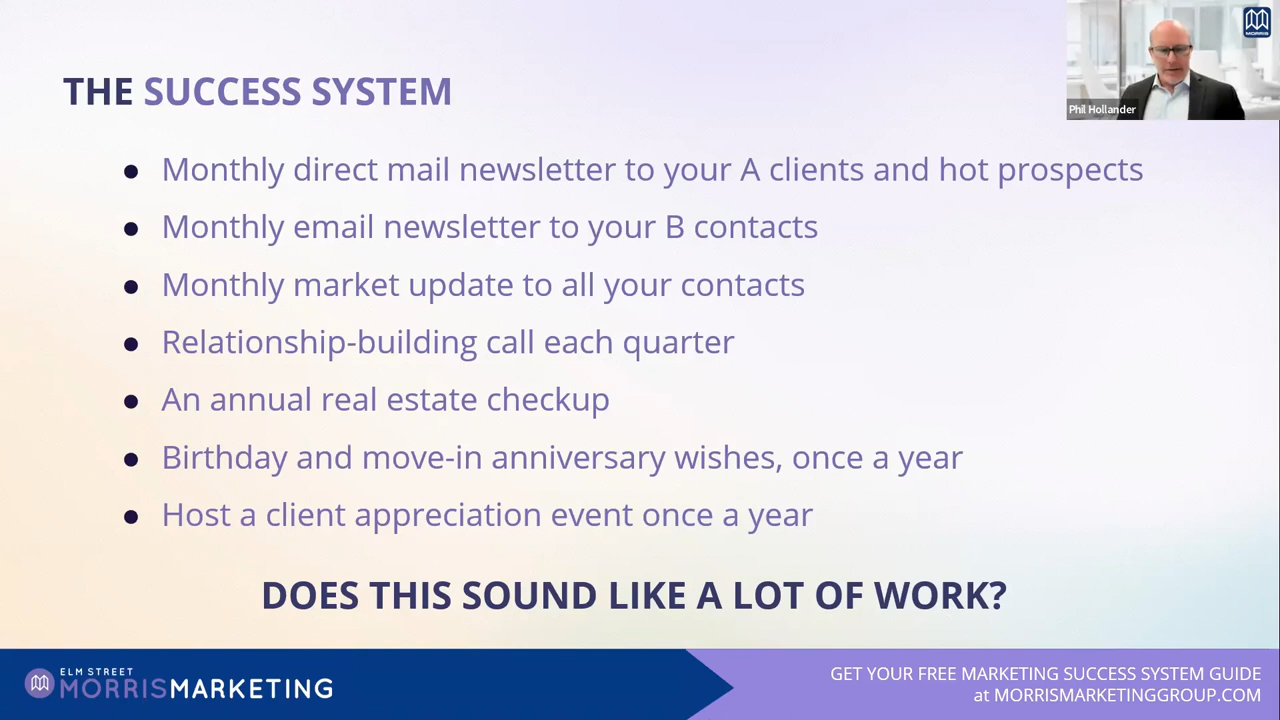 THE SUCCESS SYSTEM
MORRIS
Phil Hollander
● Monthly direct mail newsletter to your A clients and hot prospects
● Monthly email newsletter to your B contacts
● Monthly market update to all your contacts
● Relationship-building call each quarter
● An annual real estate checkup
● Birthday and move-in anniversary wishes, once a year
● Host a client appreciation event once a year
DOES THIS SOUND LIKE A LOT OF WORK?
ELM STREET
MORRISMARKETING
GET YOUR FREE MARKETING SUCCESS SYSTEM GUIDE
at MORRISMARKETINGGROUP.COM